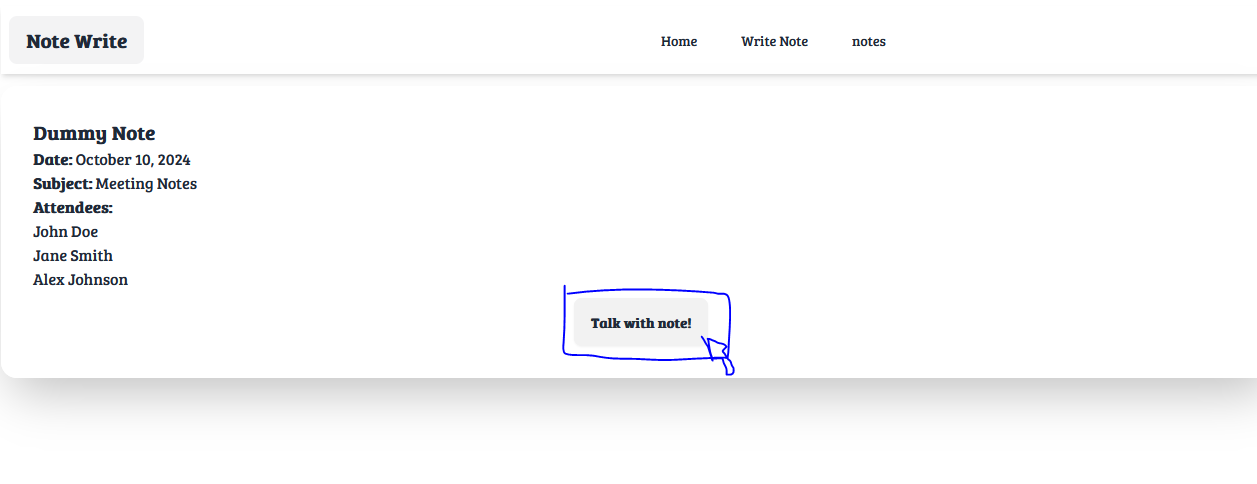 Note Write
Home Write Note notes
Dummy Note
Date: October 10, 2024
Subject: Meeting Notes
Attendees:
John Doe
Jane Smith
Alex Johnson
Talk with note!